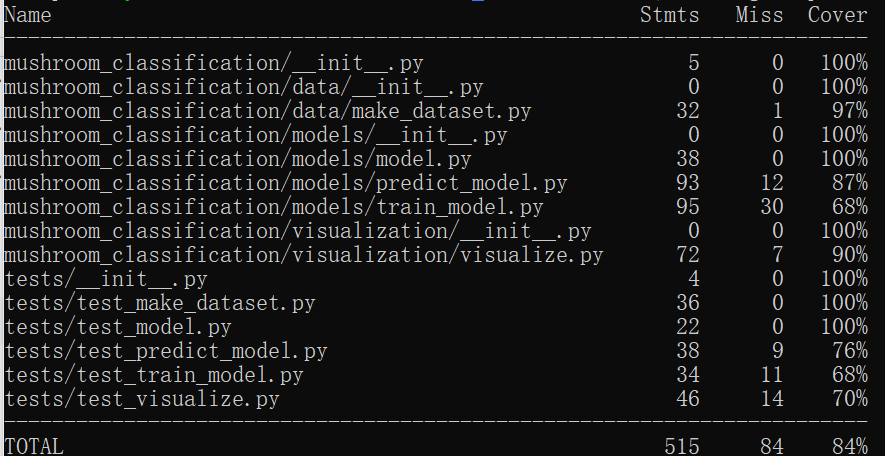 Name Stmts Miss Cover
--------------------------------------------------------------------------
mushroom_classification/__init__.py 5 0 100%
mushroom_classification/data/__init__.py 0 0 100%
mushroom_classification/data/make_dataset.py 32 1 97%
mushroom_classification/models/__init__.py 0 0 100%
mushroom_classification/models/model.py 38 0 100%
mushroom_classification/models/predict_model.py 93 12 87%
mushroom_classification/models/train_model.py 95 30 68%
mushroom_classification/visualization/__init__.py 0 0 100%
mushroom_classification/visualization/visualize.py 72 7 90%
tests/__init__.py 4 0 100%
tests/test_make_dataset.py 36 0 100%
tests/test_model.py 22 0 100%
tests/test_predict_model.py 38 9 76%
tests/test_train_model.py 34 11 68%
tests/test_visualize.py 46 14 70%
--------------------------------------------------------------------------
TOTAL 515 84 84%